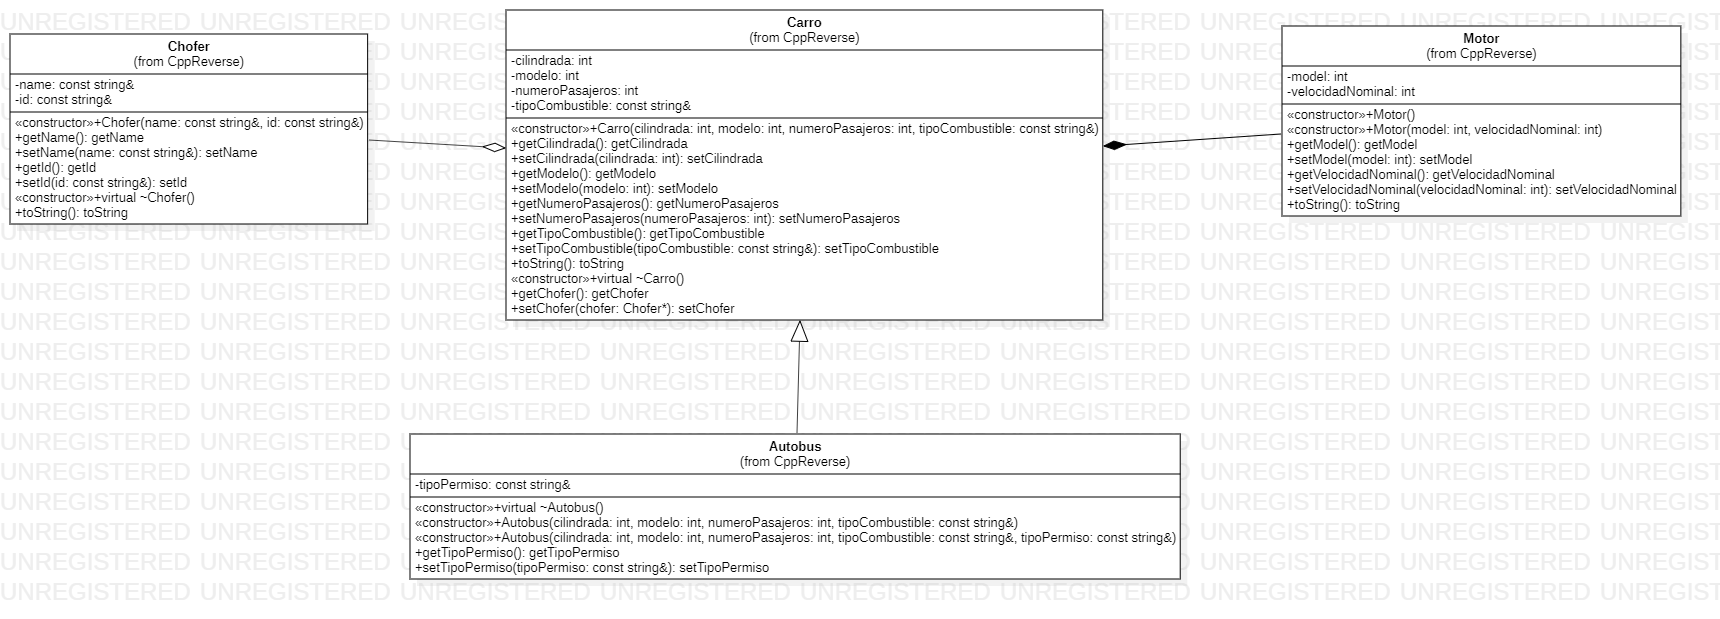 Chofer
(from CppReverse)
-name: const string&
-id: const string&
«constructor»+Chofer(name: const string&, id: const string&)
+getName(): getName
+setName(name: const string&): setName
+getId(): getId
+setId(id: const string&): setId
«constructor»+virtual ~Chofer()
+toString(): toString
Carro
(from CppReverse)
-cilindrada: int
-modelo: int
-numeroPasajeros: int
-tipoCombustible: const string&
«constructor»+Carro(cilindrada: int, modelo: int, numeroPasajeros: int, tipoCombustible: const string&)
+getCilindrada(): getCilindrada
+setCilindrada(cilindrada: int): setCilindrada
+getModelo(): getModelo
+setModelo(modelo: int): setModelo
+getNumeroPasajeros(): getNumeroPasajeros
+setNumeroPasajeros(numeroPasajeros: int): setNumeroPasajeros
+getTipoCombustible(): getTipoCombustible
+setTipoCombustible(tipoCombustible: const string&): setTipoCombustible
+toString(): toString
«constructor»+virtual ~Carro()
+getChofer(): getChofer
+setChofer(chofer: Chofer*): setChofer
Motor
(from CppReverse)
-model: int
-velocidadNominal: int
«constructor»+Motor()
«constructor»+Motor(model: int, velocidadNominal: int)
+getModel(): getModel
+setModel(model: int): setModel
+getVelocidadNominal(): getVelocidadNominal
+setVelocidadNominal(velocidadNominal: int): setVelocidadNominal
+toString(): toString
Autobus
(from CppReverse)
-tipoPermiso: const string&
«constructor»+virtual ~Autobus()
«constructor»+Autobus(cilindrada: int, modelo: int, numeroPasajeros: int, tipoCombustible: const string&)
«constructor»+Autobus(cilindrada: int, modelo: int, numeroPasajeros: int, tipoCombustible: const string&, tipoPermiso: const string&)
+getTipoPermiso(): getTipoPermiso
+setTipoPermiso(tipoPermiso: const string&): setTipoPermiso
UNREGISTERED